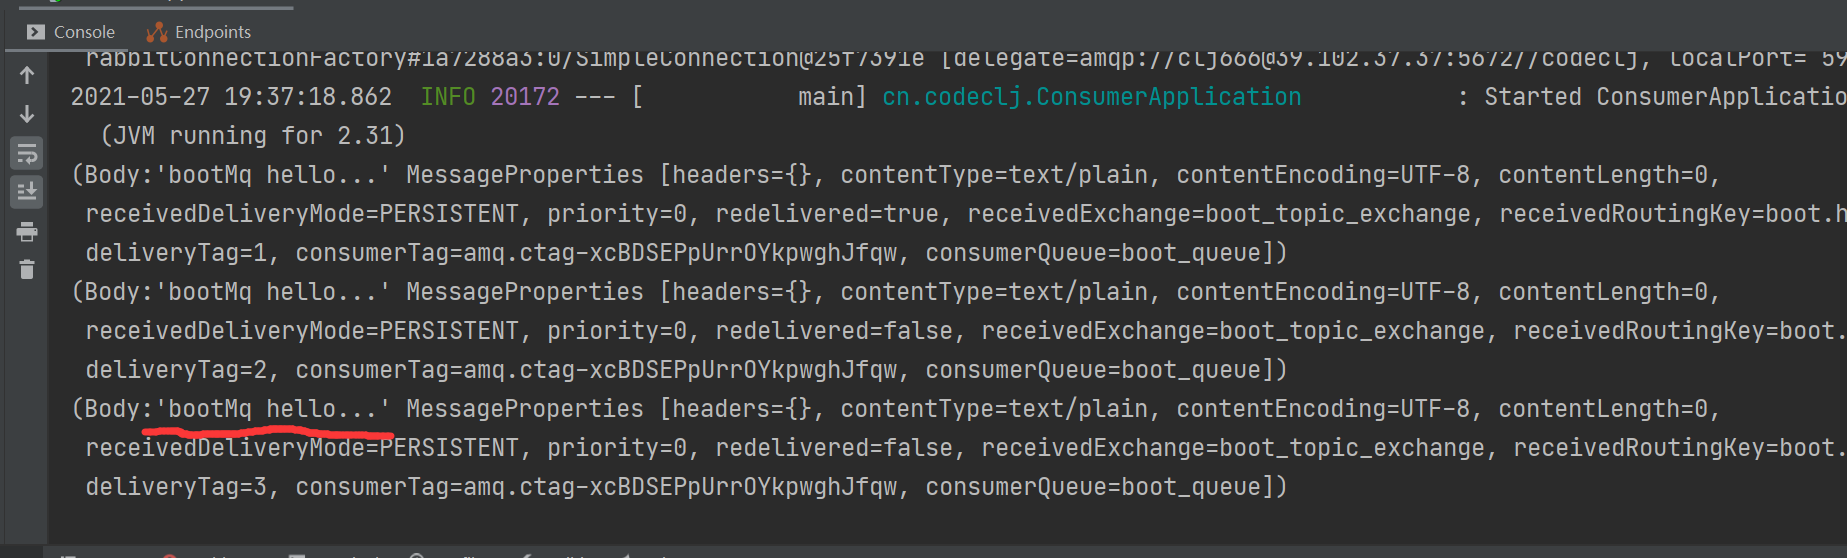 Console Endpoints
rabbitConnectionFactory#1a7288a3:0/SimpleConnection@25f7391e [delegate=amqp://clj666@39.102.37.37:5672//codeclj, localPort= 59
2021-05-27 19:37:18.862  INFO 20172 --- [           main] cn.codeclj.ConsumerApplication           : Started ConsumerApplicatio
(JVM running for 2.31)
(Body:'bootMq hello...' MessageProperties [headers={}, contentType=text/plain, contentEncoding=UTF-8, contentLength=0,
receivedDeliveryMode=PERSISTENT, priority=0, redelivered=true, receivedExchange=boot_topic_exchange, receivedRoutingKey=boot.h
deliveryTag=1, consumerTag=amq.ctag-xcBDSEPpUrrOYkpwghJfqw, consumerQueue=boot_queue])
(Body:'bootMq hello...' MessageProperties [headers={}, contentType=text/plain, contentEncoding=UTF-8, contentLength=0,
receivedDeliveryMode=PERSISTENT, priority=0, redelivered=false, receivedExchange=boot_topic_exchange, receivedRoutingKey=boot.
deliveryTag=2, consumerTag=amq.ctag-xcBDSEPpUrrOYkpwghJfqw, consumerQueue=boot_queue])
(Body:'bootMq hello...' MessageProperties [headers={}, contentType=text/plain, contentEncoding=UTF-8, contentLength=0,
receivedDeliveryMode=PERSISTENT, priority=0, redelivered=false, receivedExchange=boot_topic_exchange, receivedRoutingKey=boot.
deliveryTag=3, consumerTag=amq.ctag-xcBDSEPpUrrOYkpwghJfqw, consumerQueue=boot_queue])